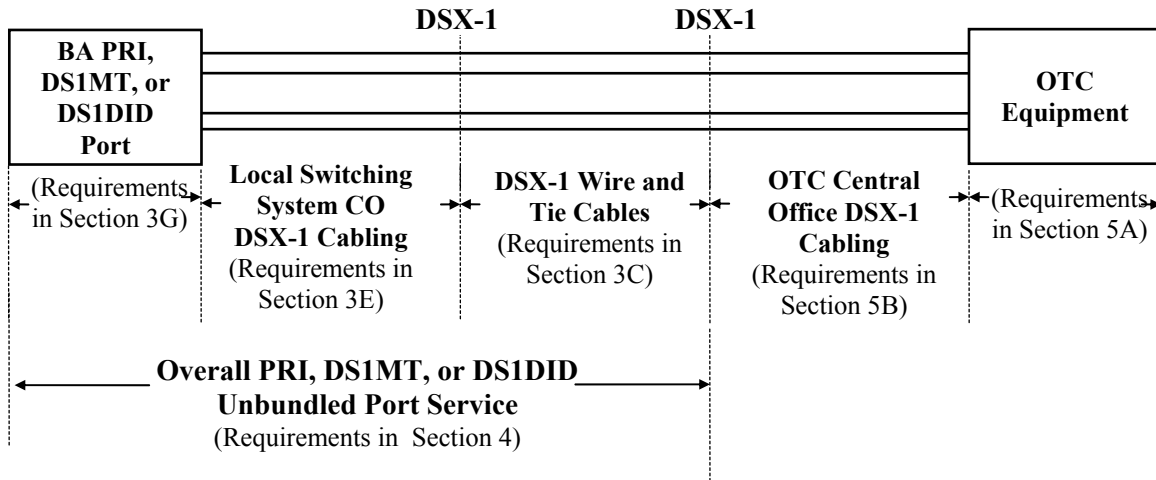 DSX-1
DSX-1
BA PRI,
DS1MT, or
DS1DID
Port
OTC
Equipment
(Requirements
in Section 3G)
Local Switching
System CO
DSX-1 Cabling
(Requirements in
Section 3E)
DSX-1 Wire and
Tie Cables
(Requirements in
Section 3C)
OTC Central
Office DSX-1
Cabling
(Requirements in
Section 5B)
(Requirements
in Section 5A)
Overall PRI, DS1MT, or DS1DID
Unbundled Port Service
(Requirements in Section 4)